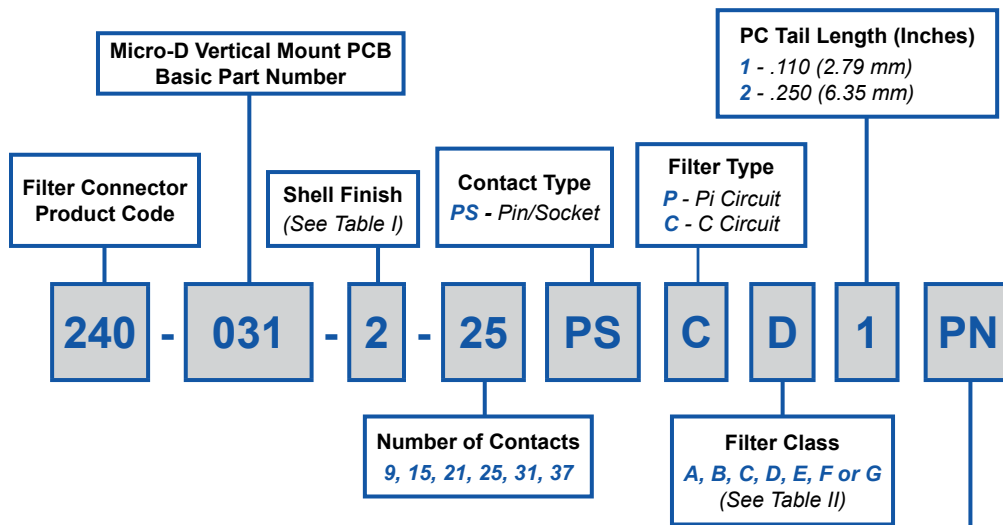 Micro-D Vertical Mount PCB
Basic Part Number
PC Tail Length (Inches)
1 - .110 (2.79 mm)
2 - .250 (6.35 mm)
Filter Connector
Product Code
Shell Finish
(See Table I)
Contact Type
PS - Pin/Socket
Filter Type
P - Pi Circuit
C - C Circuit
240 - 031 - 2 - 25 PS C D 1 PN
Number of Contacts
9, 15, 21, 25, 31, 37
Filter Class
A, B, C, D, E, F or G
(See Table II)